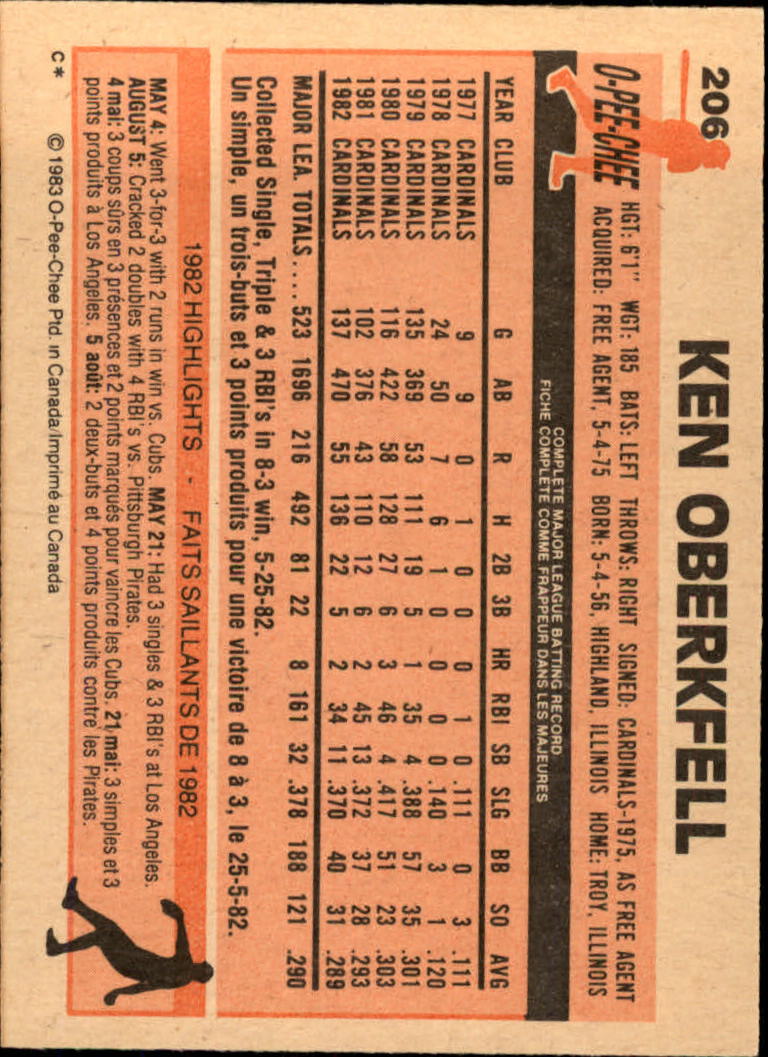 206
KEN OBERKFELL
O-PEE-CHEE
HGT: 6'1" WGT: 185 BATS: LEFT THROWS: RIGHT SIGNED: CARDINALS-1975, AS FREE AGENT
ACQUIRED: FREE AGENT, 5-4-75 BORN: 5-4-56, HIGHLAND, ILLINOIS HOME: TROY, ILLINOIS
COMPLETE MAJOR LEAGUE BATTING RECORD
FICHE COMPLETE COMME FRAPPEUR DANS LES MAJEURES
YEAR CLUB G AB R H 2B 3B HR RBI SB SLG BB SO AVG
1977 CARDINALS 9 9 0 1 0 0 0 1 0 .111 0 3 .111
1978 CARDINALS 24 50 7 6 1 0 0 0 0 .140 3 1 .120
1979 CARDINALS 135 369 53 111 19 5 1 35 4 .388 57 35 .301
1980 CARDINALS 116 422 58 128 27 6 3 46 4 .417 51 23 .303
1981 CARDINALS 102 376 43 110 12 6 2 45 13 .372 37 28 .293
1982 CARDINALS 137 470 55 136 22 5 2 34 11 .370 40 31 .289
MAJOR LEA. TOTALS.... 523 1696 216 492 81 22 8 161 32 .378 188 121 .290
Collected Single, Triple & 3 RBI's in 8-3 win, 5-25-82.
Un simple, un trois-buts et 3 points produits pour une victoire de 8 à 3, le 25-5-82.
1982 HIGHLIGHTS - FAITS SAILLANTS DE 1982
MAY 4: Went 3-for-3 with 2 runs in win vs. Cubs. MAY 21: Had 3 singles & 3 RBI's at Los Angeles.
AUGUST 5: Cracked 2 doubles with 4 RBI's vs. Pittsburgh Pirates.
4 mai: 3 coups sûrs en 3 présences et 2 points marqués pour vaincre les Cubs. 21 mai: 3 simples et 3
points produits à Los Angeles. 5 août: 2 deux-buts et 4 points produits contre les Pirates.
C* © 1983 O-Pee-Chee Ptd. in Canada/Imprimé au Canada